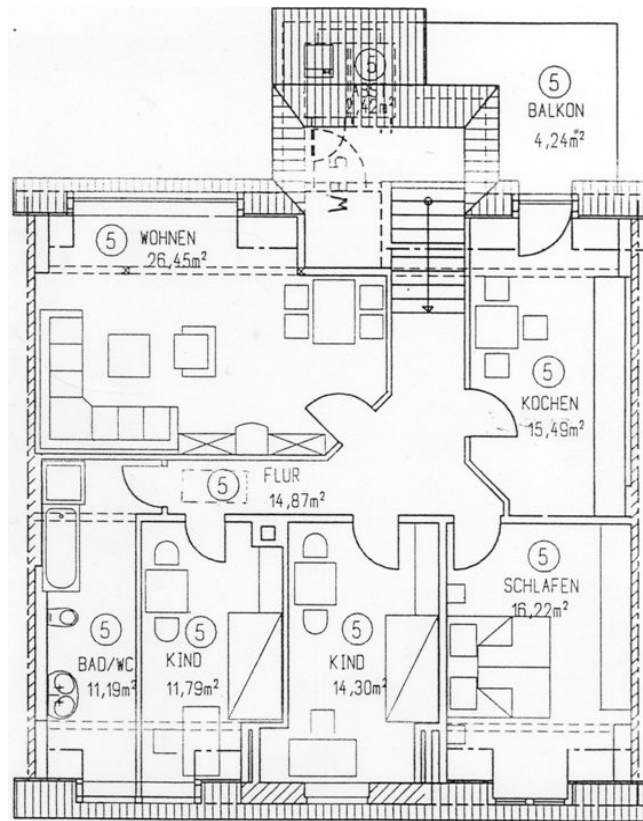 5
ABS
2,42m²
5
BALKON
4,24m²
5 WOHNEN
26,45m²
5
KOCHEN
15,49m²
5 FLUR
14,87m²
5
SCHLAFEN
16,22m²
5
BAD/WC
11,19m²
5
KIND
11,79m²
5
KIND
14,30m²